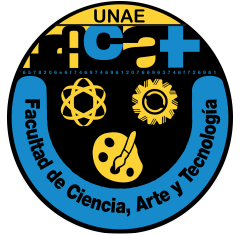 UNAE
facat
Facultad de Ciencia, Arte y Tecnología